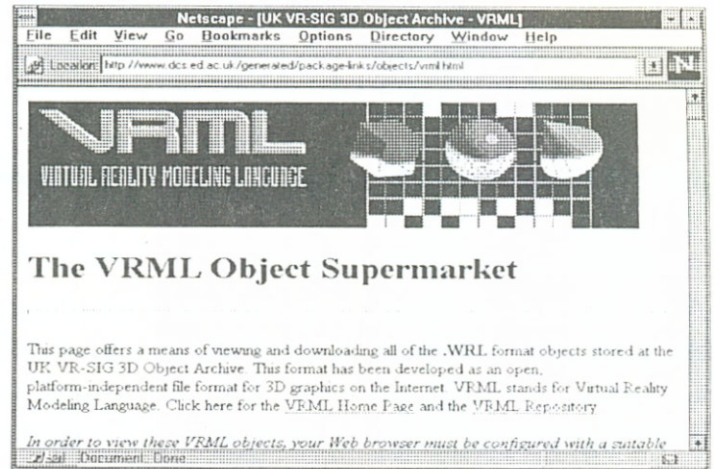 Netscape - [UK VR-SIG 3D Object Archive - VRML]
File Edit View Go Bookmarks Options Directory Window Help
Location: http://www.dcs.ed.ac.uk/generated/package-links/objects/vrml.html
N
VRML
VIRTUAL REALITY MODELING LANGUAGE
The VRML Object Supermarket
This page offers a means of viewing and downloading all of the .WRL format objects stored at the
UK VR-SIG 3D Object Archive. This format has been developed as an open,
platform-independent file format for 3D graphics on the Internet. VRML stands for Virtual Reality
Modeling Language. Click here for the VRML Home Page and the VRML Repository
In order to view these VRML objects, your Web browser must be configured with a suitable
Document: Done